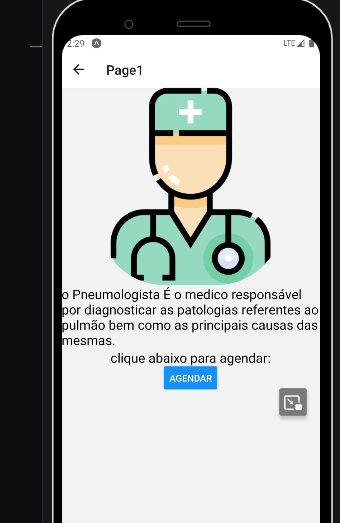 2:29
LTE
Page1
o Pneumologista É o medico responsável
por diagnosticar as patologias referentes ao
pulmão bem como as principais causas das
mesmas.
clique abaixo para agendar:
AGENDAR